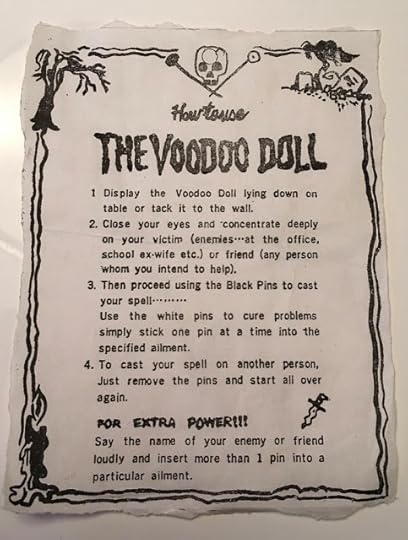 How to use
THE VOODOO DOLL
1 Display the Voodoo Doll lying down on
table or tack it to the wall.
2. Close your eyes and concentrate deeply
on your victim (enemies···at the office,
school ex-wife etc.) or friend (any person
whom you intend to help).
3. Then proceed using the Black Pins to cast
your spell·········
Use the white pins to cure problems
simply stick one pin at a time into the
specified ailment.
4. To cast your spell on another person,
Just remove the pins and start all over
again.
FOR EXTRA POWER!!!
Say the name of your enemy or friend
loudly and insert more than 1 pin into a
particular ailment.